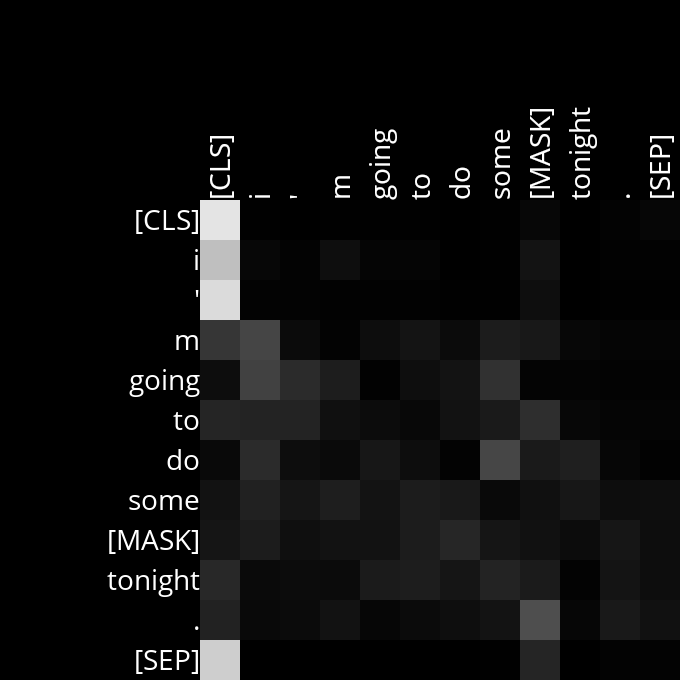 [CLS] i ' m going to do some [MASK] tonight . [SEP]
[CLS]
i
'
m
going
to
do
some
[MASK]
tonight
.
[SEP]